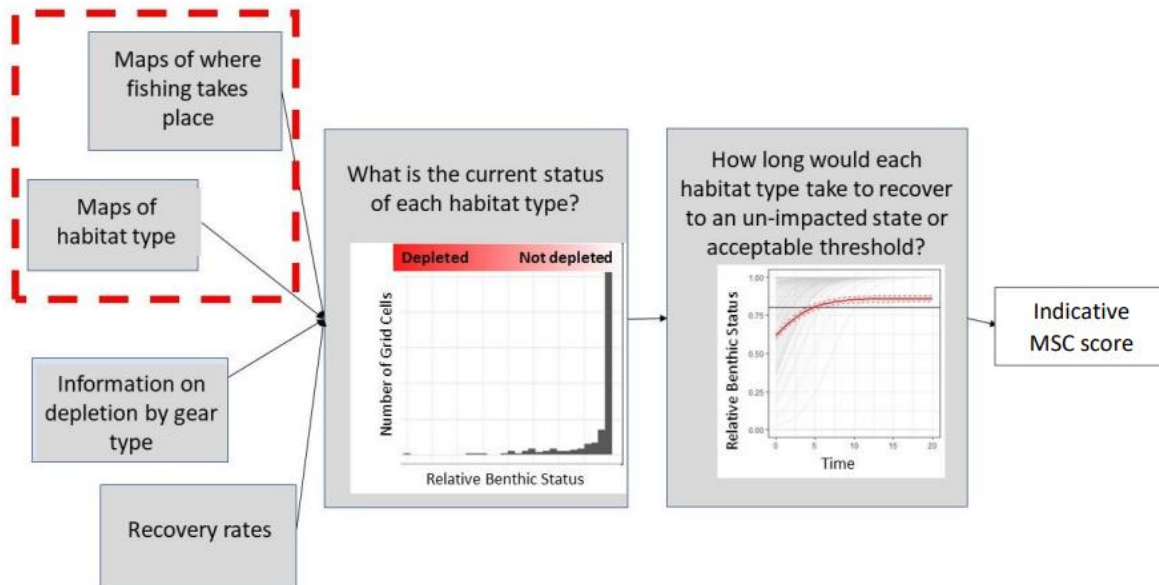 Maps of where
fishing takes
place
Maps of
habitat type
Information on
depletion by gear
type
Recovery rates
What is the current status
of each habitat type?
Depleted
Not depleted
Number of Grid Cells
Relative Benthic Status
How long would each
habitat type take to recover
to an un-impacted state or
acceptable threshold?
Relative Benthic Status
1.00
0.75
0.50
0.25
0.00
0
5
10
15
20
Time
Indicative
MSC score